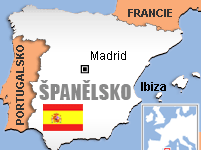 FRANCIE
PORTUGALSKO
Madrid
ŠPANĚLSKO
Ibiza